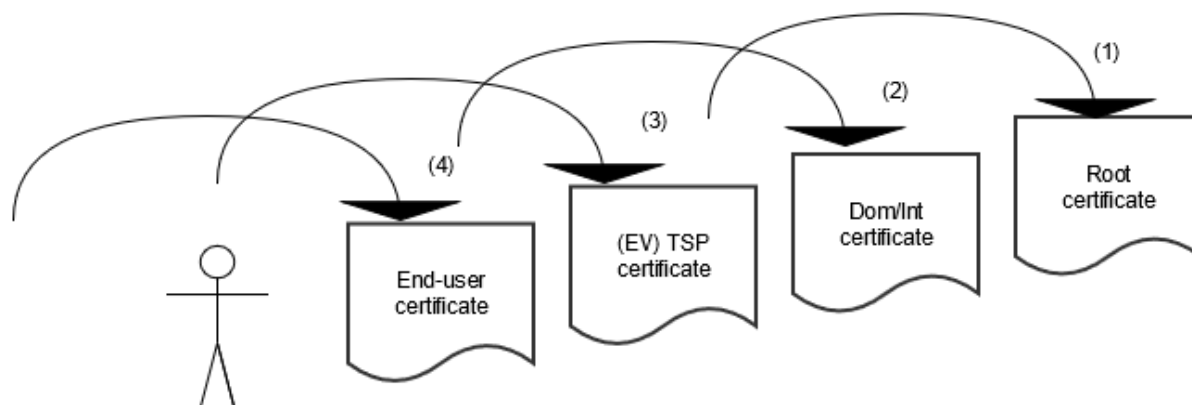 (1)
(2)
(3)
(4)
Root
certificate
Dom/Int
certificate
(EV) TSP
certificate
End-user
certificate